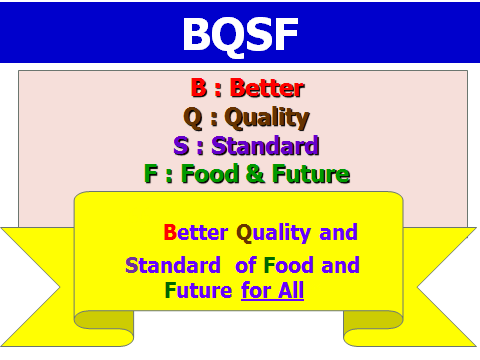 BQSF
B : Better
Q : Quality
S : Standard
F : Food & Future
Better Quality and
Standard of Food and
Future for All